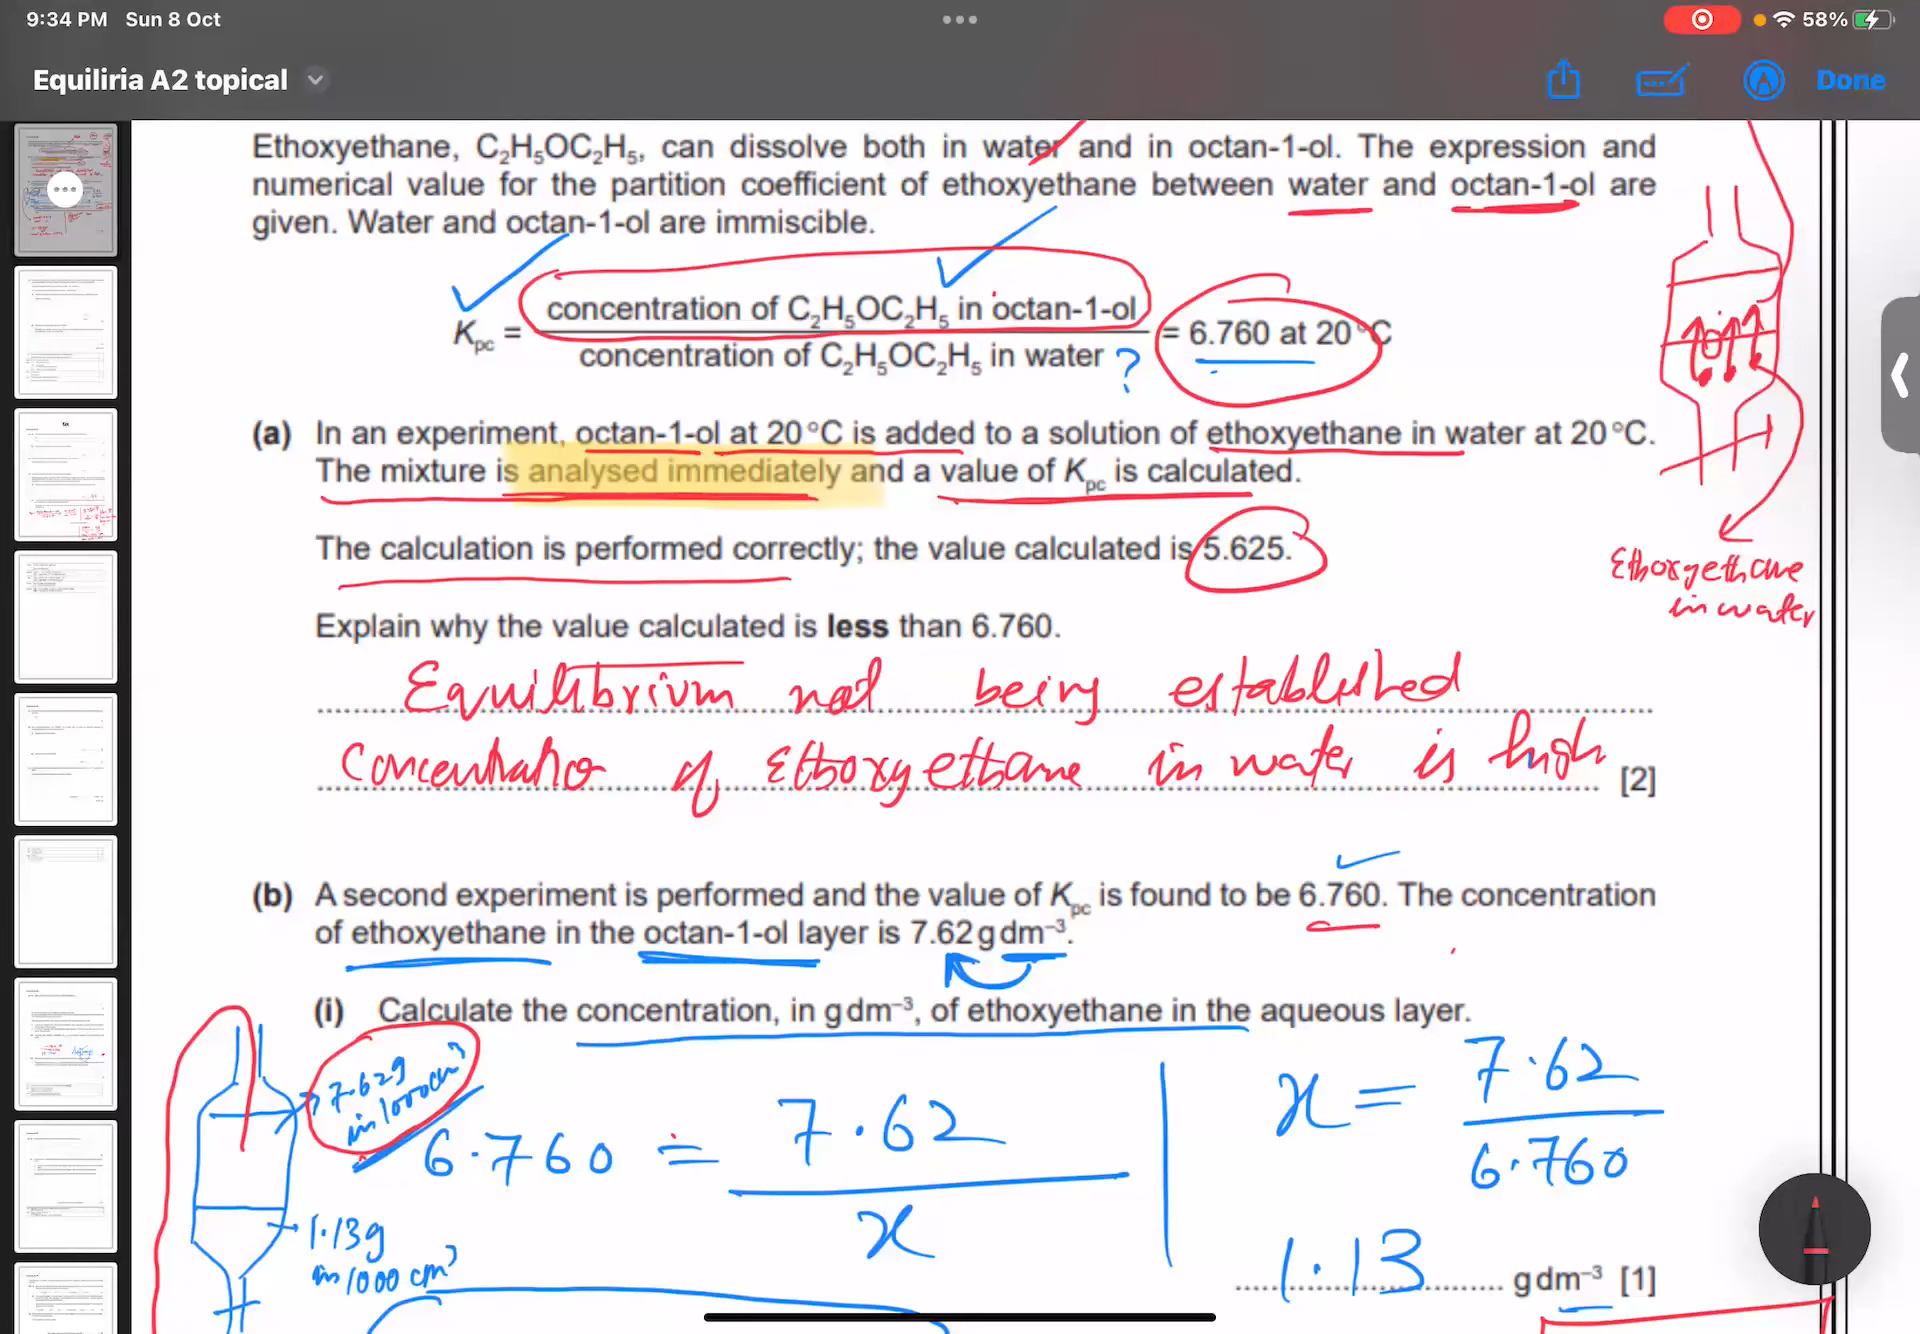 9:34 PM Sun 8 Oct
58%
Equiliria A2 topical
Done
Ethoxyethane, C₂H₅OC₂H₅, can dissolve both in water and in octan-1-ol. The expression and
numerical value for the partition coefficient of ethoxyethane between water and octan-1-ol are
given. Water and octan-1-ol are immiscible.
concentration of C₂H₅OC₂H₅ in octan-1-ol
Kpc = = 6.760 at 20°C
concentration of C₂H₅OC₂H₅ in water ?
(a) In an experiment, octan-1-ol at 20°C is added to a solution of ethoxyethane in water at 20°C.
The mixture is analysed immediately and a value of Kpc is calculated.
The calculation is performed correctly; the value calculated is 5.625.
Ethoxyethane
in water
Explain why the value calculated is less than 6.760.
Equilibrium not being established
Concentration of Ethoxyethane in water is high
[2]
(b) A second experiment is performed and the value of Kpc is found to be 6.760. The concentration
of ethoxyethane in the octan-1-ol layer is 7.62 g dm⁻³.
(i) Calculate the concentration, in g dm⁻³, of ethoxyethane in the aqueous layer.
7.62g
in 1000 cm³
6.760 = 7.62
x
x = 7.62
6.760
1.13g
in 1000 cm³
1.13 g dm⁻³ [1]